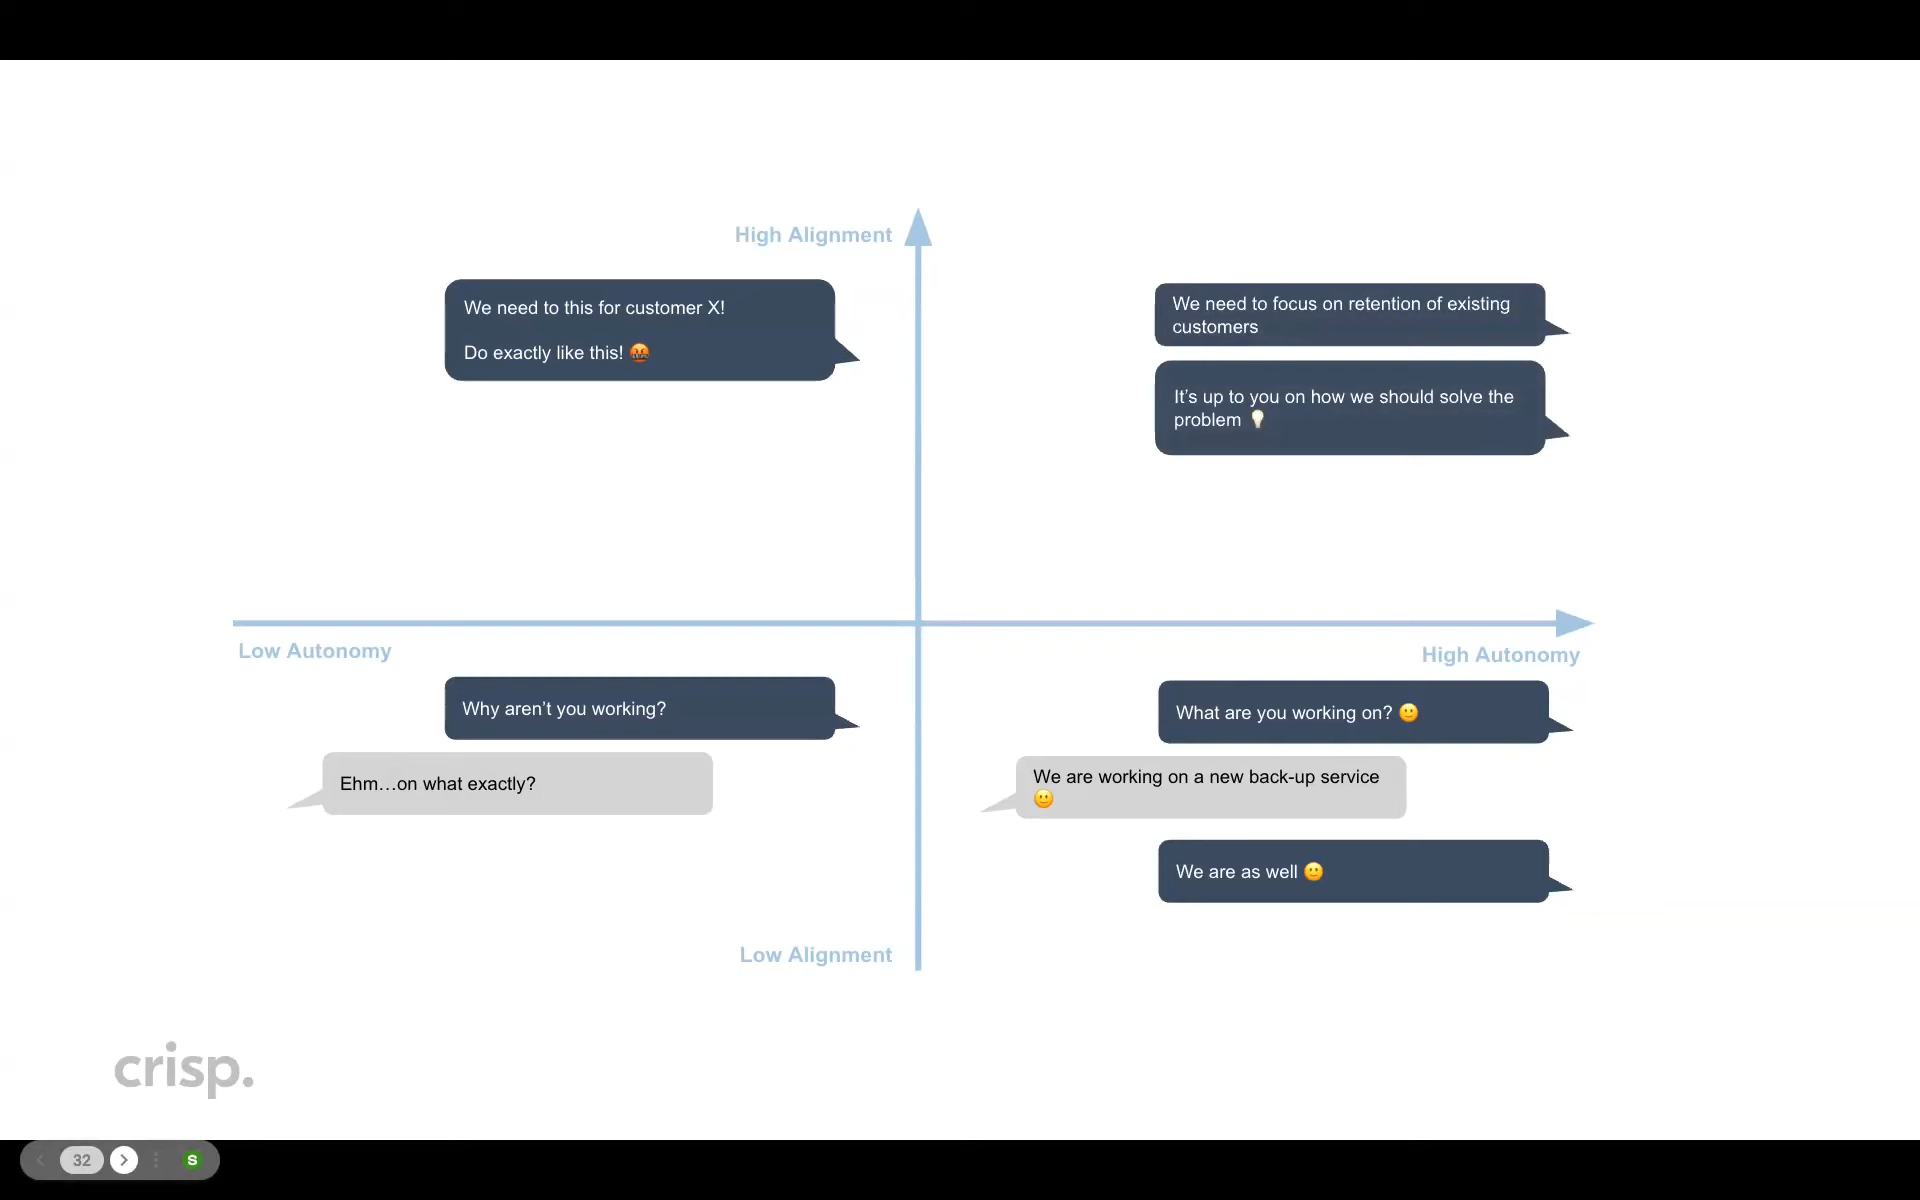 High Alignment
We need to this for customer X!
Do exactly like this! 🤬
We need to focus on retention of existing
customers
It's up to you on how we should solve the
problem 💡
Low Autonomy
High Autonomy
Why aren't you working?
Ehm…on what exactly?
What are you working on? 🙂
We are working on a new back-up service
🙂
We are as well 🙂
Low Alignment
crisp.
32
S